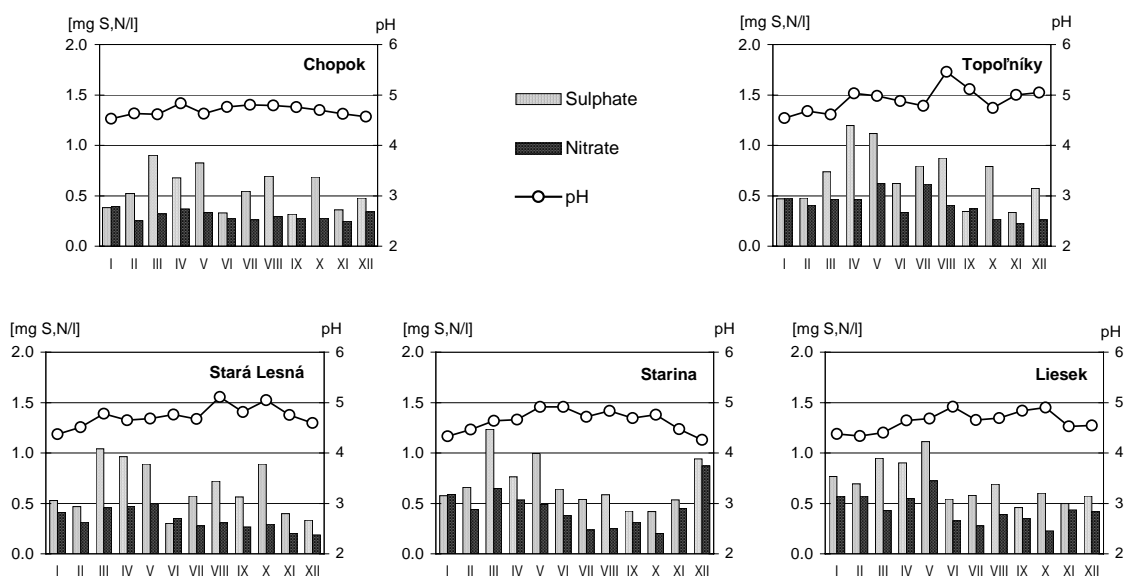 [mg S,N/l] pH
2.0 6
Chopok
1.5 5
1.0 4
0.5 3
0.0 2
I II III IV V VI VII VIII IX X XI XII
Sulphate
Nitrate
pH
[mg S,N/l] pH
2.0 6
Topoľníky
1.5 5
1.0 4
0.5 3
0.0 2
I II III IV V VI VII VIII IX X XI XII
[mg S,N/l] pH
2.0 6
Stará Lesná
1.5 5
1.0 4
0.5 3
0.0 2
I II III IV V VI VII VIII IX X XI XII
[mg S,N/l] pH
2.0 6
Starina
1.5 5
1.0 4
0.5 3
0.0 2
I II III IV V VI VII VIII IX X XI XII
[mg S,N/l] pH
2.0 6
Liesek
1.5 5
1.0 4
0.5 3
0.0 2
I II III IV V VI VII VIII IX X XI XII